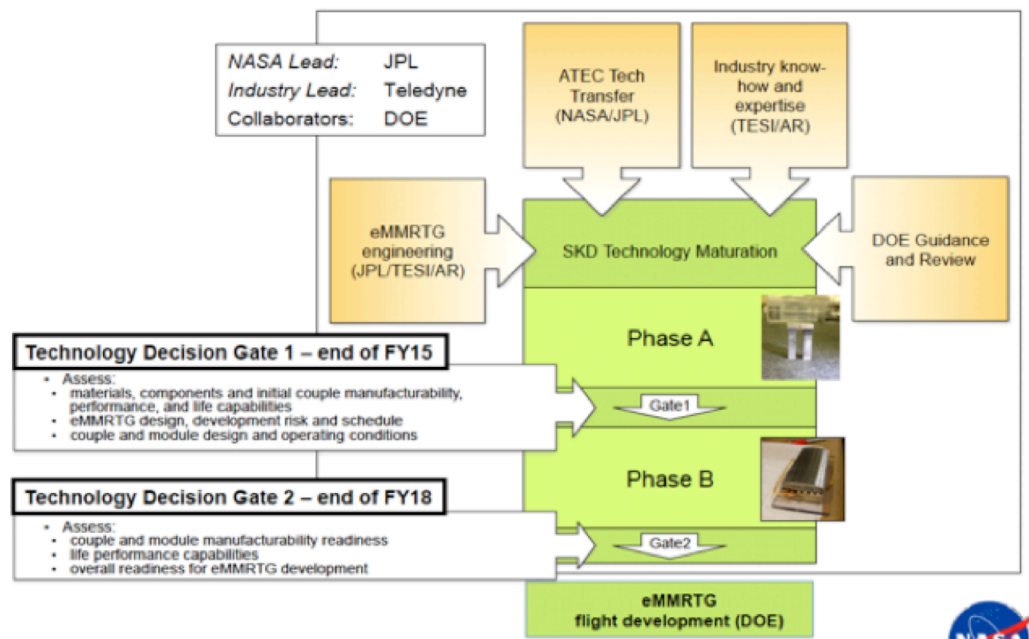 NASA Lead: JPL
Industry Lead: Teledyne
Collaborators: DOE
ATEC Tech
Transfer
(NASA/JPL)
Industry know-
how and
expertise
(TESI/AR)
eMMRTG
engineering
(JPL/TESI/AR)
SKD Technology Maturation
DOE Guidance
and Review
Phase A
Technology Decision Gate 1 – end of FY15
• Assess:
• materials, components and initial couple manufacturability,
performance, and life capabilities
• eMMRTG design, development risk and schedule
• couple and module design and operating conditions
Gate1
Phase B
Technology Decision Gate 2 – end of FY18
• Assess:
• couple and module manufacturability readiness
• life performance capabilities
• overall readiness for eMMRTG development
Gate2
eMMRTG
flight development (DOE)
NASA